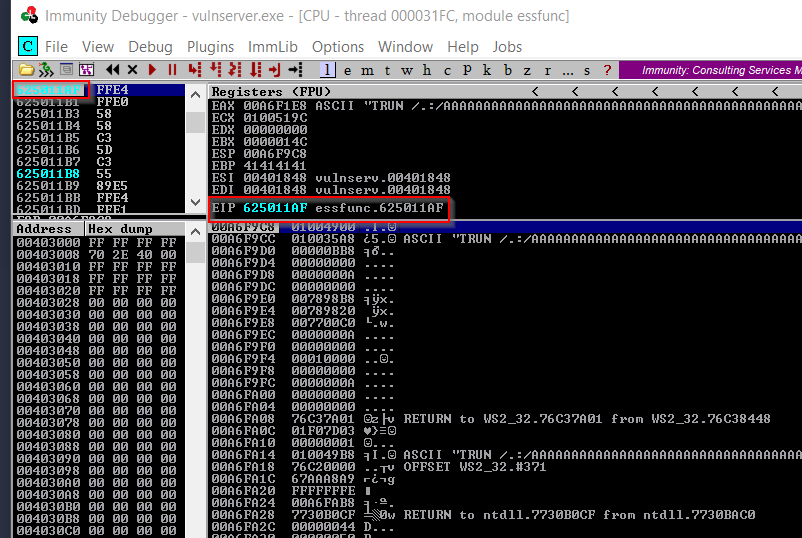 Immunity Debugger - vulnserver.exe - [CPU - thread 000031FC, module essfunc]
C File View Debug Plugins ImmLib Options Window Help Jobs
l e m t w h c p k b z r ... s ? Immunity: Consulting Services M
625011AF FFE4
625011B1 FFE0
625011B3 58
625011B4 58
625011B5 C3
625011B6 5D
625011B7 C3
625011B8 55
625011B9 89E5
625011BB FFE4
625011BD FFE1
Registers (FPU) < < < < < <
EAX 00A6F1E8 ASCII "TRUN /.:/AAAAAAAAAAAAAAAAAAAAAAAAAAAAA
ECX 0100519C
EDX 00000000
EBX 0000014C
ESP 00A6F9C8
EBP 41414141
ESI 00401848 vulnserv.00401848
EDI 00401848 vulnserv.00401848
EIP 625011AF essfunc.625011AF
Address Hex dump
00403000 FF FF FF FF
00403008 70 2E 40 00
00403010 FF FF FF FF
00403018 FF FF FF FF
00403020 FF FF FF FF
00403028 00 00 00 00
00403030 00 00 00 00
00403038 00 00 00 00
00403040 00 00 00 00
00403048 00 00 00 00
00403050 00 00 00 00
00403058 00 00 00 00
00403060 00 00 00 00
00403068 00 00 00 00
00403070 00 00 00 00
00403078 00 00 00 00
00403080 00 00 00 00
00403088 00 00 00 00
00403090 00 00 00 00
00403098 00 00 00 00
004030A0 00 00 00 00
004030A8 00 00 00 00
004030B0 00 00 00 00
004030B8 00 00 00 00
004030C0 00 00 00 00
00A6F9C8 01004900 .I.☺
00A6F9CC 010035A8 ¿5.☺ ASCII "TRUN /.:/AAAAAAAAAAAAAAAAAAAAAAAAAAAAA
00A6F9D0 00000BB8 ╕♂..
00A6F9D4 00000000 ....
00A6F9D8 0000000A ....
00A6F9DC 00000000 ....
00A6F9E0 007898B8 ╕ÿx.
00A6F9E4 00789820 ÿx.
00A6F9E8 007700C0 └.w.
00A6F9EC 0000000A ....
00A6F9F0 00000000 ....
00A6F9F4 00010000 ..☺.
00A6F9F8 00000000 ....
00A6F9FC 0000000A ....
00A6FA00 00000000 ....
00A6FA04 00000000 ....
00A6FA08 76C37A01 ☺z├v RETURN to WS2_32.76C37A01 from WS2_32.76C38448
00A6FA0C 01F07D03 ♥}≡☺
00A6FA10 00000001 ☺...
00A6FA14 010049B8 ╕I.☺ ASCII "TRUN /.:/AAAAAAAAAAAAAAAAAAAAAAAAAAAAA
00A6FA18 76C20000 ..┬v OFFSET WS2_32.#371
00A6FA1C 67AAA8A9 ⌐¿¬g
00A6FA20 FFFFFFFE
00A6FA24 00A6FAB8
00A6FA28 7730B0CF ╧░0w RETURN to ntdll.7730B0CF from ntdll.7730BAC0
00A6FA2C 00000044 D...